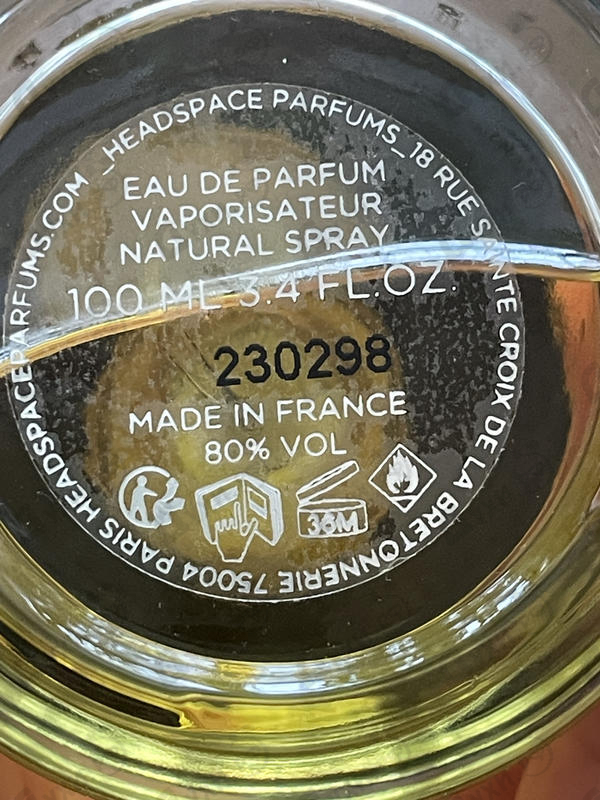 _HEADSPACE PARFUMS_18 RUE SAINTE CROIX DE LA BRETONNERIE 75004 PARIS HEADSPACEPARFUMS.COM
EAU DE PARFUM
VAPORISATEUR
NATURAL SPRAY
100 ML 3.4 FL.OZ.
230298
MADE IN FRANCE
80% VOL
36M